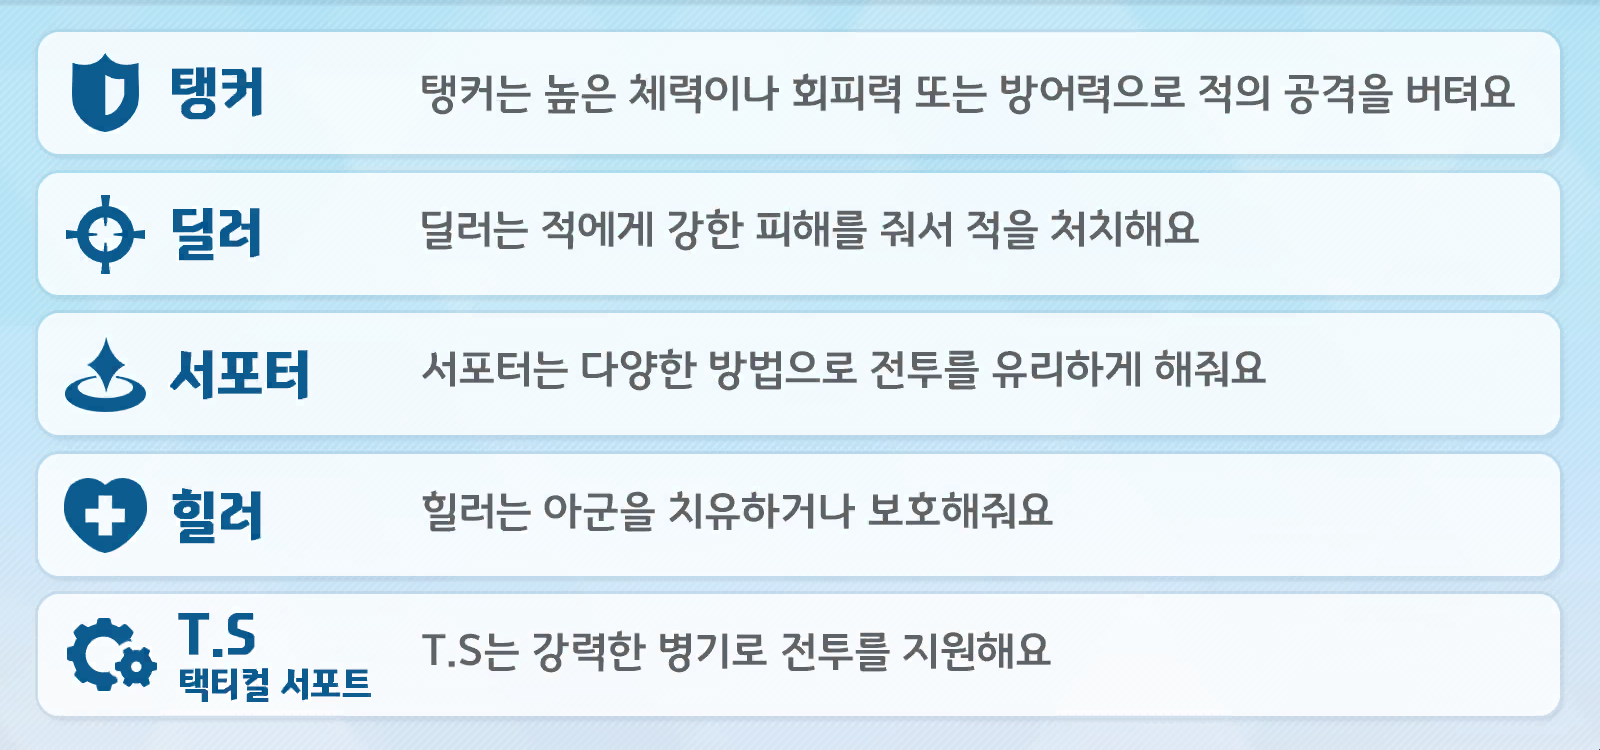 탱커
탱커는 높은 체력이나 회피력 또는 방어력으로 적의 공격을 버텨요
딜러
딜러는 적에게 강한 피해를 줘서 적을 처치해요
서포터
서포터는 다양한 방법으로 전투를 유리하게 해줘요
힐러
힐러는 아군을 치유하거나 보호해줘요
T.S
택티컬 서포트
T.S는 강력한 병기로 전투를 지원해요